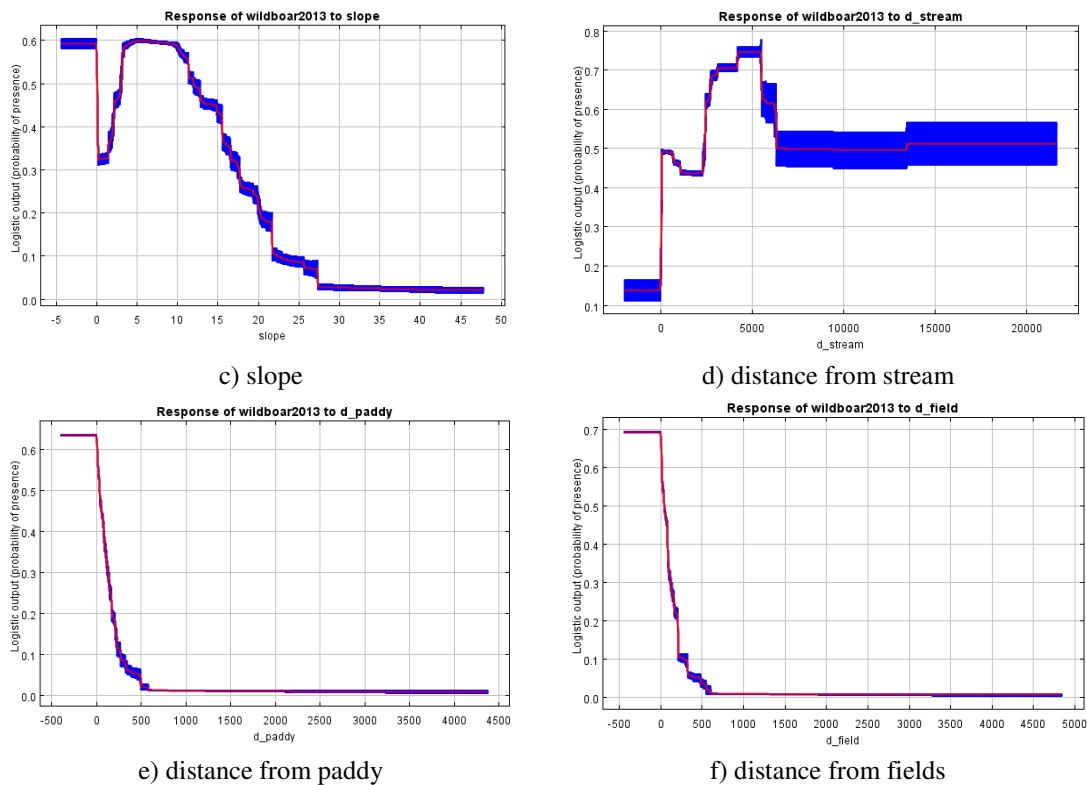 Response of wildboar2013 to slope
Logistic output (probability of presence)
0.6
0.5
0.4
0.3
0.2
0.1
0.0
-5 0 5 10 15 20 25 30 35 40 45 50
slope
c) slope
Response of wildboar2013 to d_stream
Logistic output (probability of presence)
0.8
0.7
0.6
0.5
0.4
0.3
0.2
0.1
0 5000 10000 15000 20000
d_stream
d) distance from stream
Response of wildboar2013 to d_paddy
Logistic output (probability of presence)
0.6
0.5
0.4
0.3
0.2
0.1
0.0
-500 0 500 1000 1500 2000 2500 3000 3500 4000 4500
d_paddy
e) distance from paddy
Response of wildboar2013 to d_field
Logistic output (probability of presence)
0.7
0.6
0.5
0.4
0.3
0.2
0.1
0.0
-500 0 500 1000 1500 2000 2500 3000 3500 4000 4500 5000
d_field
f) distance from fields